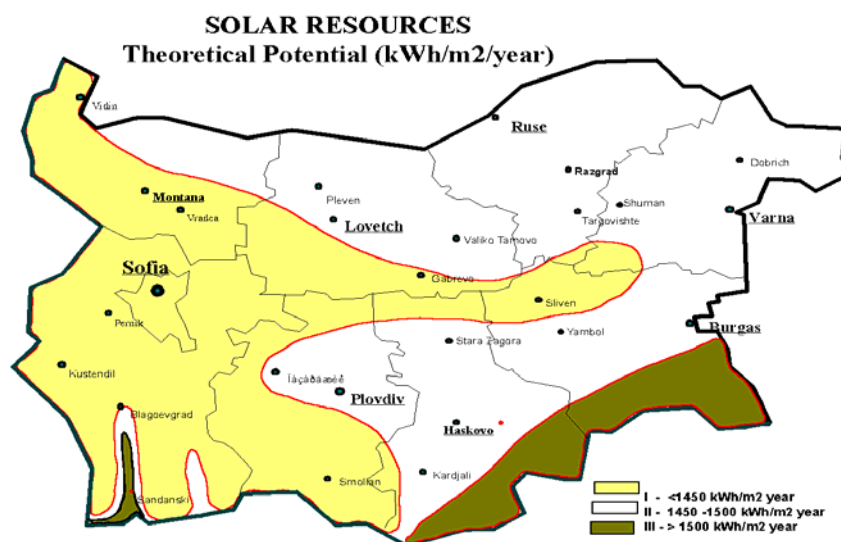 SOLAR RESOURCES
Theoretical Potential (kWh/m2/year)
Vidin
Ruse
Dobrich
Razgrad
Montana
Pleven
Shuman
Vratca
Targovishte
Varna
Lovetch
Valiko Tarnovo
Sofia
Gabrevo
Sliven
Pernik
Burgas
Yambol
Stara Zagora
Kustendil
Ïàçàðäæèê
Plovdiv
Blagoevgrad
Haskovo
Kardjali
Smolian
Sandanski
I - <1450 kWh/m2 year
II - 1450 -1500 kWh/m2 year
III - > 1500 kWh/m2 year